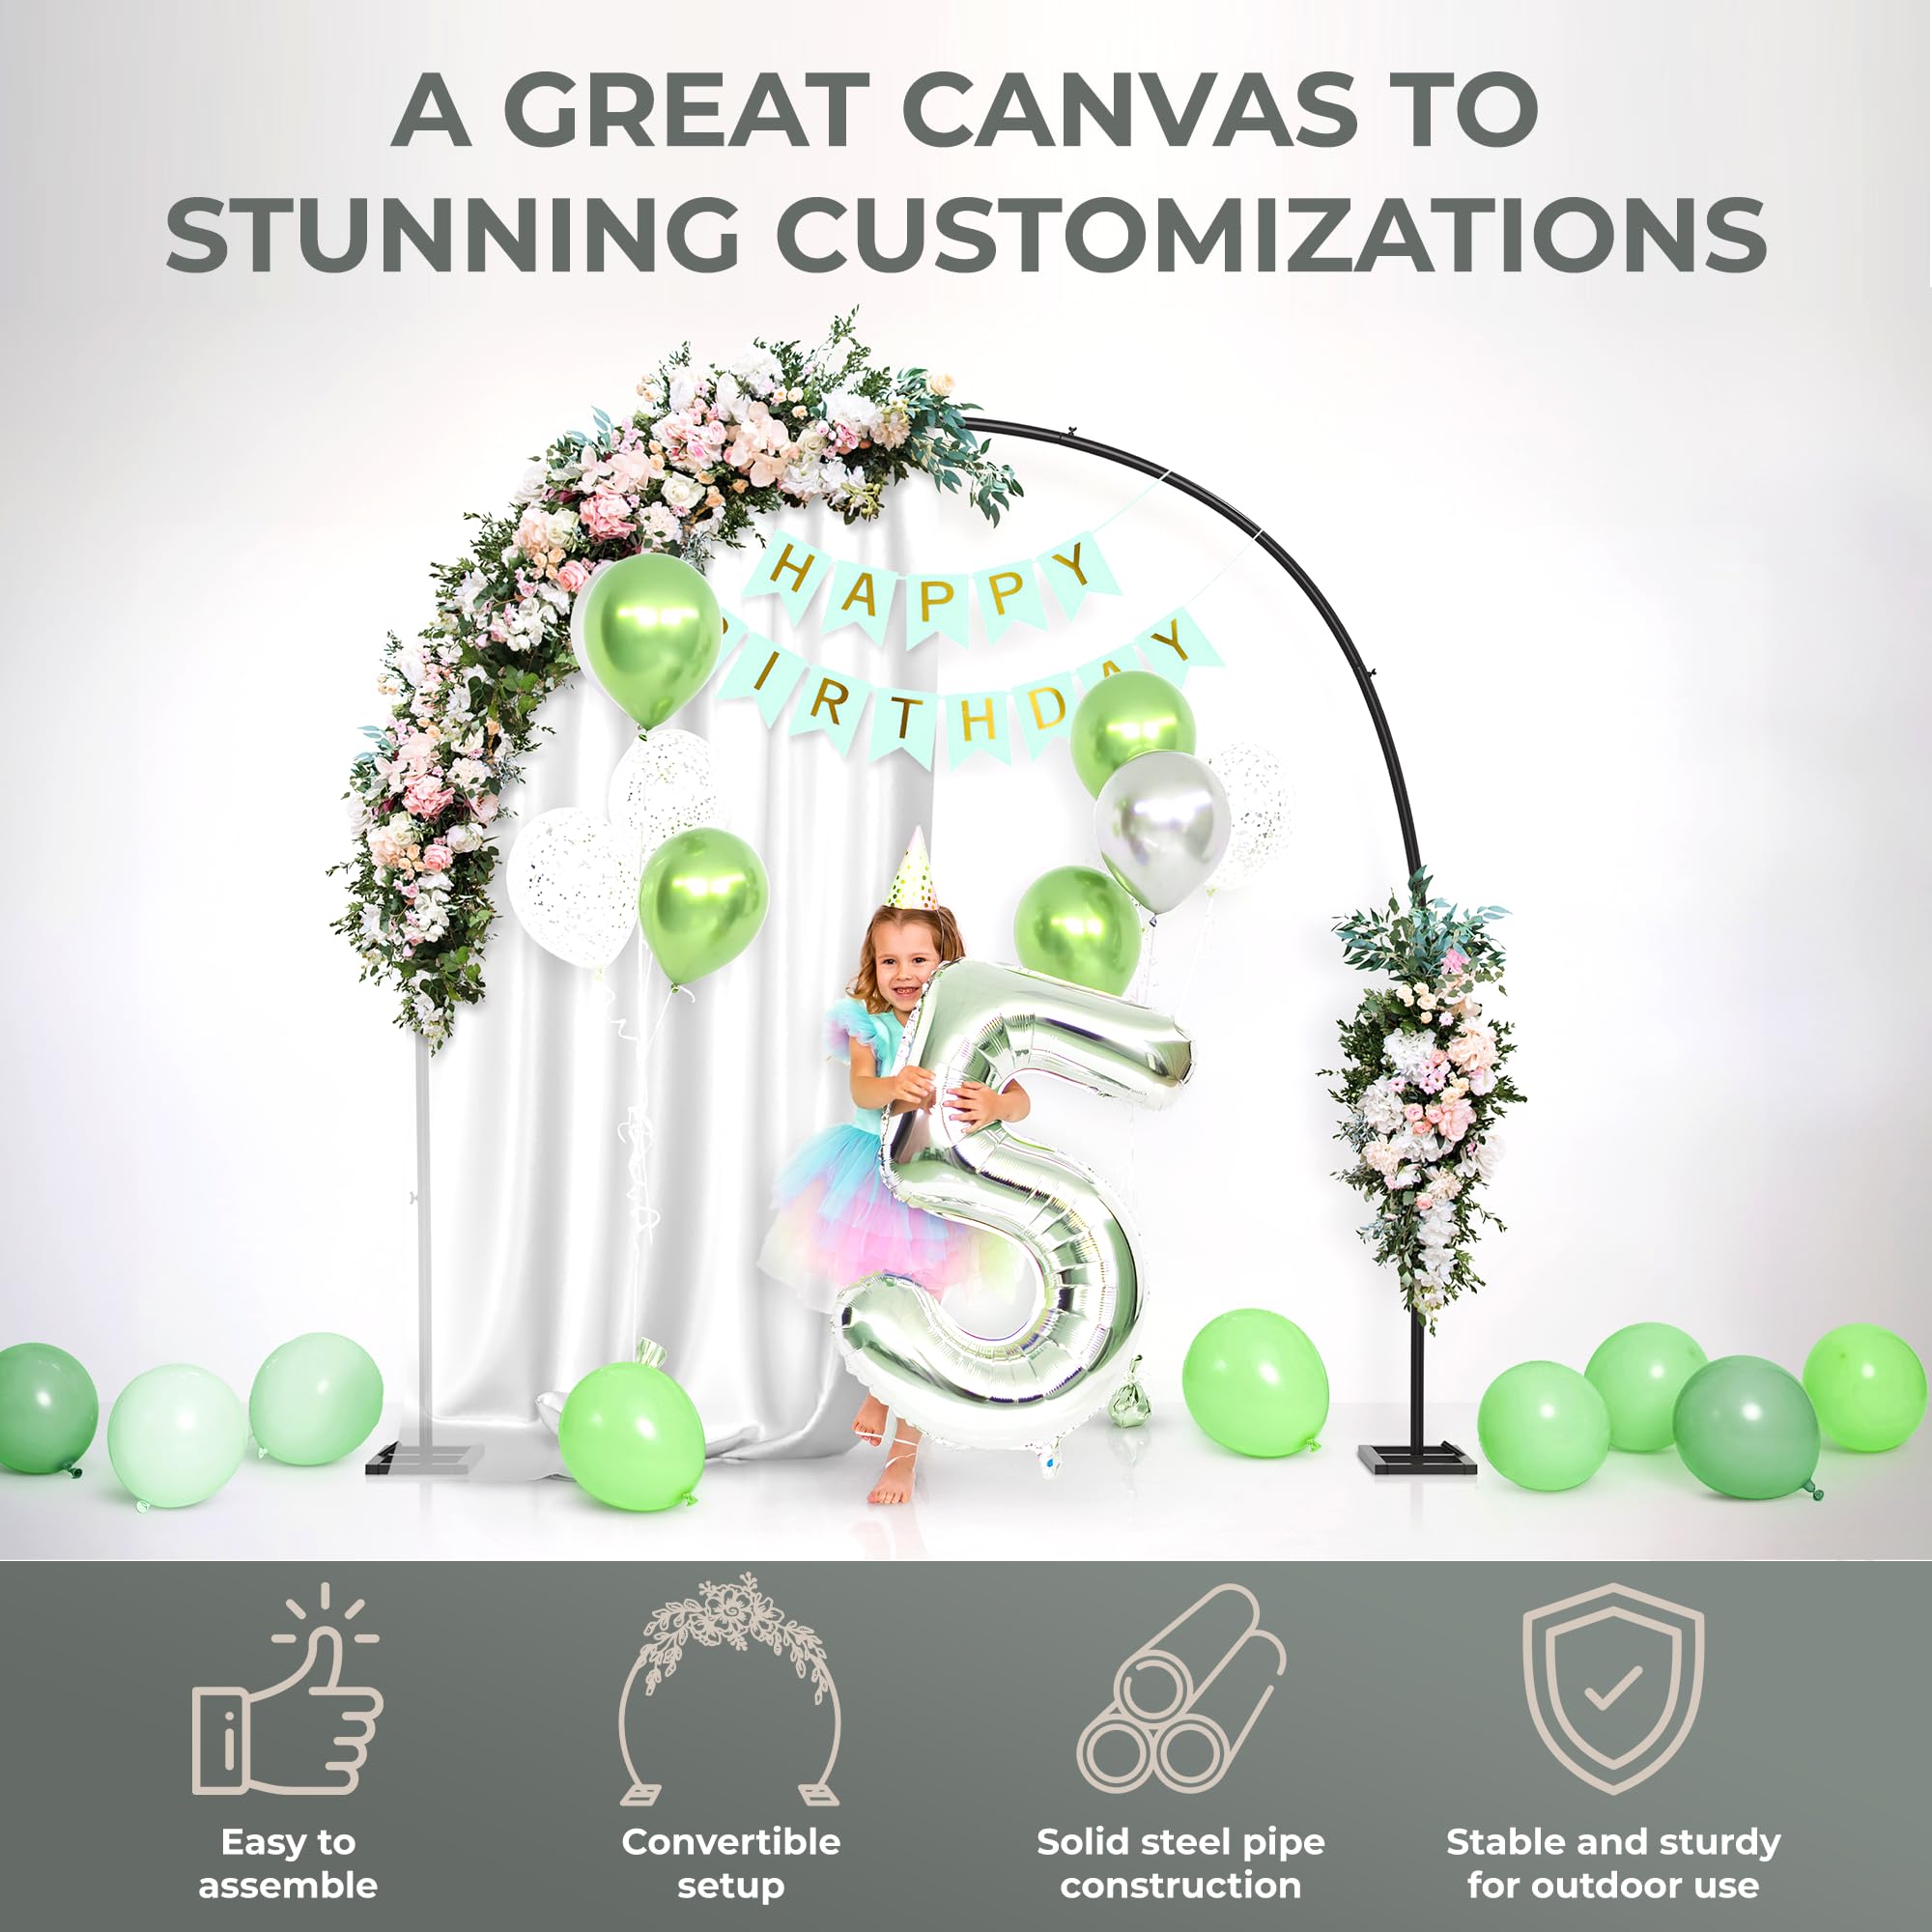 A GREAT CANVAS TO
STUNNING CUSTOMIZATIONS
HAPPY
BIRTHDAY
5
Easy to
assemble
Convertible
setup
Solid steel pipe
construction
Stable and sturdy
for outdoor use